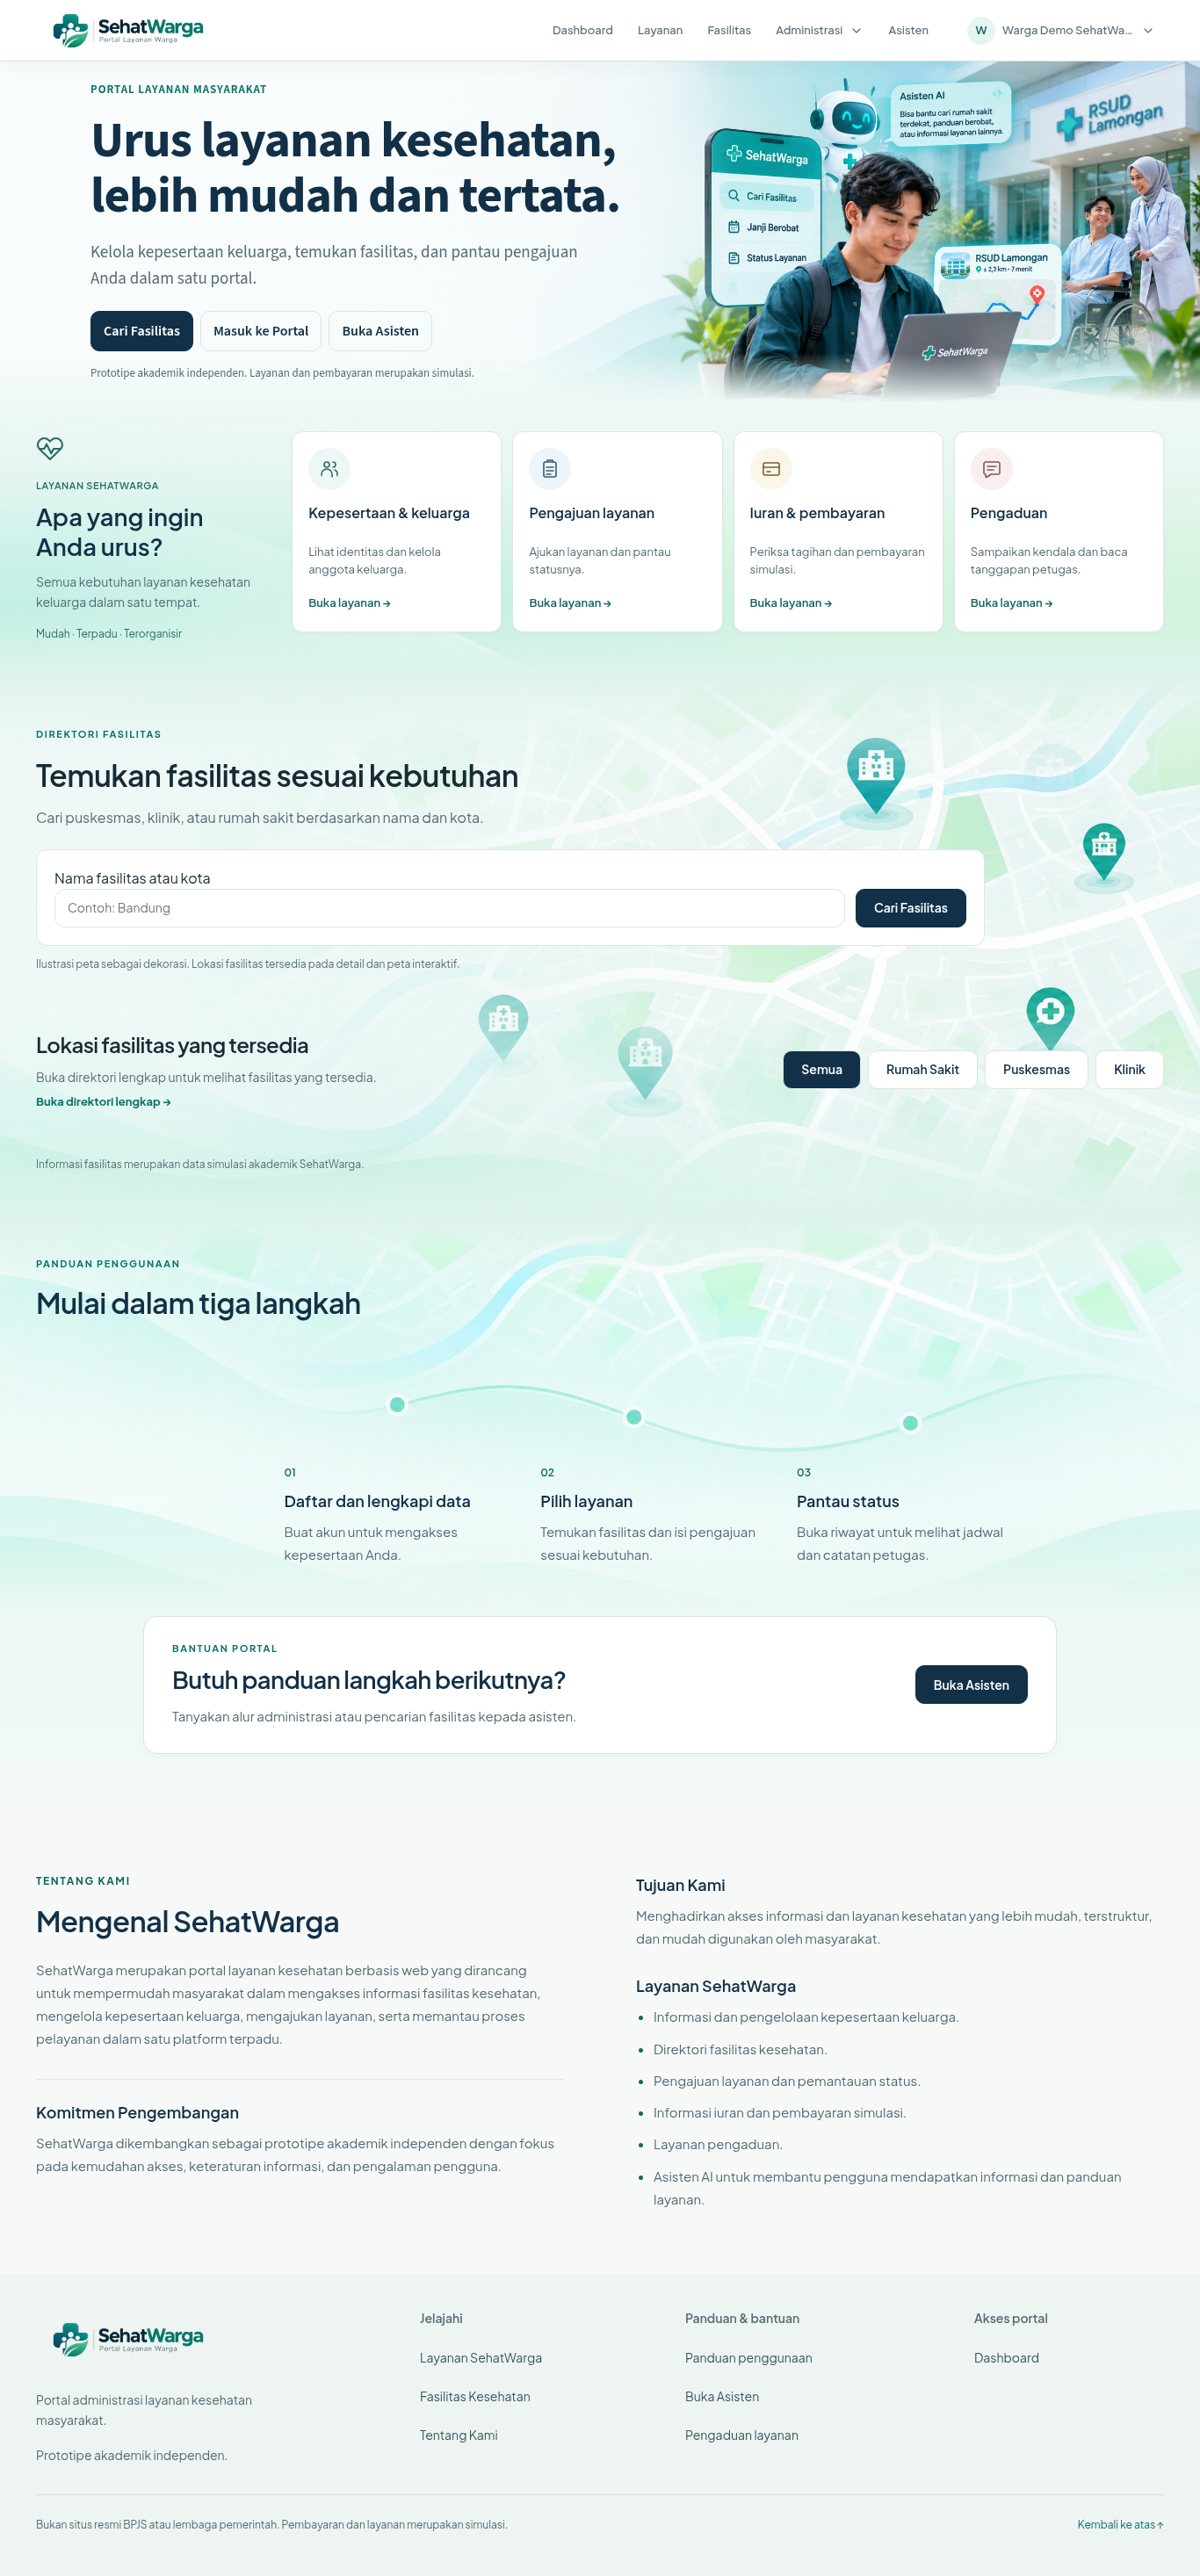 SehatWarga
Portal Layanan Warga
Dashboard
Layanan
Fasilitas
Administrasi
Asisten
W
Warga Demo SehatWa...
PORTAL LAYANAN MASYARAKAT
Urus layanan kesehatan,
lebih mudah dan tertata.
Kelola kepesertaan keluarga, temukan fasilitas, dan pantau pengajuan
Anda dalam satu portal.
Cari Fasilitas
Masuk ke Portal
Buka Asisten
Prototipe akademik independen. Layanan dan pembayaran merupakan simulasi.
SehatWarga
Cari Fasilitas
Janji Berobat
Status Layanan
Asisten AI
Bisa bantu cari rumah sakit
terdekat, panduan berobat,
atau informasi layanan lainnya.
RSUD
Lamongan
RSUD Lamongan
± 2,3 km • 7 menit
SehatWarga
LAYANAN SEHATWARGA
Apa yang ingin
Anda urus?
Semua kebutuhan layanan kesehatan
keluarga dalam satu tempat.
Mudah · Terpadu · Terorganisir
Kepesertaan & keluarga
Lihat identitas dan kelola
anggota keluarga.
Buka layanan →
Pengajuan layanan
Ajukan layanan dan pantau
statusnya.
Buka layanan →
Iuran & pembayaran
Periksa tagihan dan pembayaran
simulasi.
Buka layanan →
Pengaduan
Sampaikan kendala dan baca
tanggapan petugas.
Buka layanan →
DIREKTORI FASILITAS
Temukan fasilitas sesuai kebutuhan
Cari puskesmas, klinik, atau rumah sakit berdasarkan nama dan kota.
Nama fasilitas atau kota
Contoh: Bandung
Cari Fasilitas
Ilustrasi peta sebagai dekorasi. Lokasi fasilitas tersedia pada detail dan peta interaktif.
Lokasi fasilitas yang tersedia
Buka direktori lengkap untuk melihat fasilitas yang tersedia.
Buka direktori lengkap →
Semua
Rumah Sakit
Puskesmas
Klinik
Informasi fasilitas merupakan data simulasi akademik SehatWarga.
PANDUAN PENGGUNAAN
Mulai dalam tiga langkah
01
Daftar dan lengkapi data
Buat akun untuk mengakses
kepesertaan Anda.
02
Pilih layanan
Temukan fasilitas dan isi pengajuan
sesuai kebutuhan.
03
Pantau status
Buka riwayat untuk melihat jadwal
dan catatan petugas.
BANTUAN PORTAL
Butuh panduan langkah berikutnya?
Tanyakan alur administrasi atau pencarian fasilitas kepada asisten.
Buka Asisten
TENTANG KAMI
Mengenal SehatWarga
SehatWarga merupakan portal layanan kesehatan berbasis web yang dirancang
untuk mempermudah masyarakat dalam mengakses informasi fasilitas kesehatan,
mengelola kepesertaan keluarga, mengajukan layanan, serta memantau proses
pelayanan dalam satu platform terpadu.
Komitmen Pengembangan
SehatWarga dikembangkan sebagai prototipe akademik independen dengan fokus
pada kemudahan akses, keteraturan informasi, dan pengalaman pengguna.
Tujuan Kami
Menghadirkan akses informasi dan layanan kesehatan yang lebih mudah, terstruktur,
dan mudah digunakan oleh masyarakat.
Layanan SehatWarga
• Informasi dan pengelolaan kepesertaan keluarga.
• Direktori fasilitas kesehatan.
• Pengajuan layanan dan pemantauan status.
• Informasi iuran dan pembayaran simulasi.
• Layanan pengaduan.
• Asisten AI untuk membantu pengguna mendapatkan informasi dan panduan
layanan.
SehatWarga
Portal Layanan Warga
Portal administrasi layanan kesehatan
masyarakat.
Prototipe akademik independen.
Jelajahi
Layanan SehatWarga
Fasilitas Kesehatan
Tentang Kami
Panduan & bantuan
Panduan penggunaan
Buka Asisten
Pengaduan layanan
Akses portal
Dashboard
Bukan situs resmi BPJS atau lembaga pemerintah. Pembayaran dan layanan merupakan simulasi.
Kembali ke atas ↑